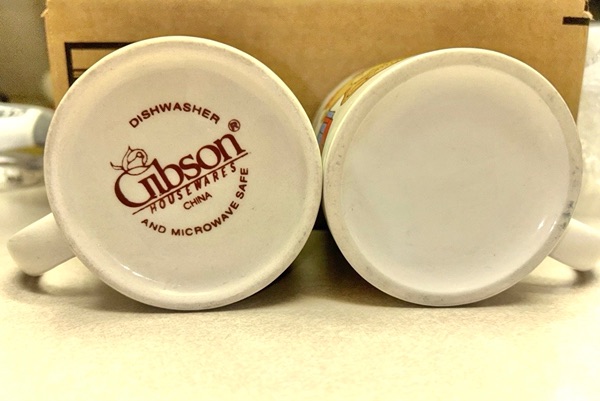 DISHWASHER
Gibson®
HOUSEWARES
CHINA
AND MICROWAVE SAFE